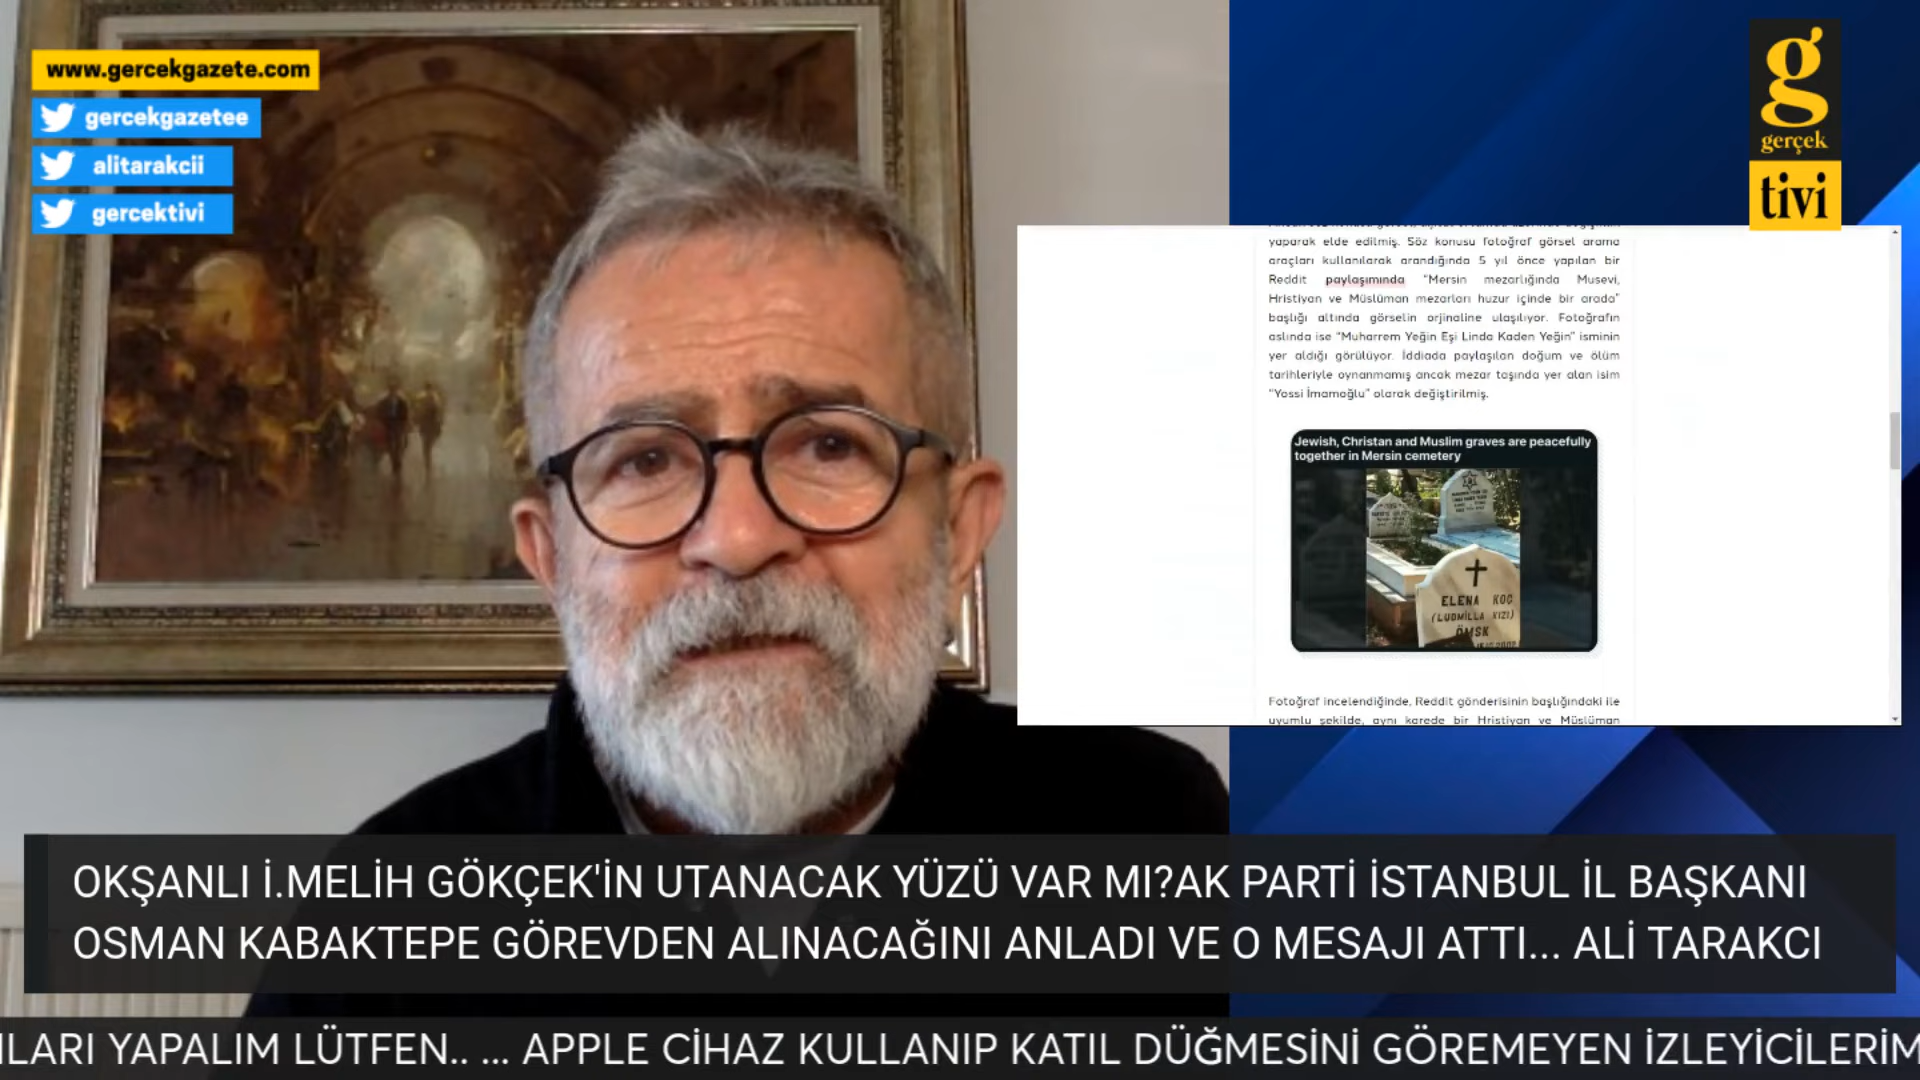 www.gercekgazete.com
gercekgazetee
alitarakcii
gercektivi
g
gerçek
tivi
yaparak elde edilmiş. Söz konusu fotoğraf görsel arama
araçları kullanılarak arandığında 5 yıl önce yapılan bir
Reddit paylaşımında "Mersin mezarlığında Musevi,
Hristiyan ve Müslüman mezarları huzur içinde bir arada"
başlığı altında görselin orjinaline ulaşılıyor. Fotoğrafın
aslında ise "Muharrem Yeğin Eşi Linda Kaden Yeğin" isminin
yer aldığı görülüyor. İddiada paylaşılan doğum ve ölüm
tarihleriyle oynanmamış ancak mezar taşında yer alan isim
"Yossi İmamoğlu" olarak değiştirilmiş.
Jewish, Christan and Muslim graves are peacefully
together in Mersin cemetery
ELENA KOÇ
(LUDMİLLA KIZI)
OMSK
Fotoğraf incelendiğinde, Reddit gönderisinin başlığındaki ile
uyumlu şekilde, aynı karede bir Hristiyan ve Müslüman
OKŞANLI İ.MELİH GÖKÇEK'İN UTANACAK YÜZÜ VAR MI?AK PARTİ İSTANBUL İL BAŞKANI
OSMAN KABAKTEPE GÖREVDEN ALINACAĞINI ANLADI VE O MESAJI ATTI... ALİ TARAKCI
ILARI YAPALIM LÜTFEN.. ... APPLE CİHAZ KULLANIP KATIL DÜĞMESİNİ GÖREMEYEN İZLEYİCİLERİM